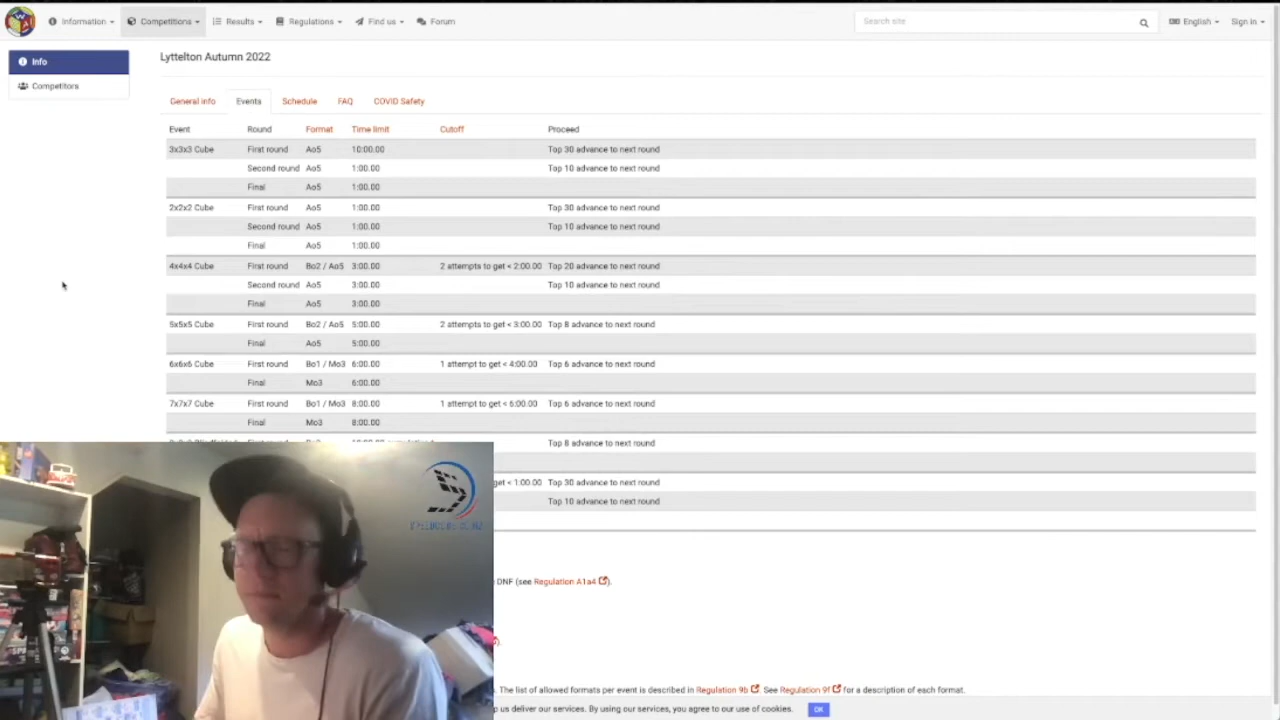 Information Competitions Results Regulations Find us Forum Search site English Sign in
Info
Competitors
Lyttelton Autumn 2022
General info Events Schedule FAQ COVID Safety
Event Round Format Time limit Cutoff Proceed
3x3x3 Cube First round Ao5 10:00.00 Top 30 advance to next round
Second round Ao5 1:00.00 Top 10 advance to next round
Final Ao5 1:00.00
2x2x2 Cube First round Ao5 1:00.00 Top 30 advance to next round
Second round Ao5 1:00.00 Top 10 advance to next round
Final Ao5 1:00.00
4x4x4 Cube First round Bo2 / Ao5 3:00.00 2 attempts to get < 2:00.00 Top 20 advance to next round
Second round Ao5 3:00.00 Top 10 advance to next round
Final Ao5 3:00.00
5x5x5 Cube First round Bo2 / Ao5 5:00.00 2 attempts to get < 3:00.00 Top 8 advance to next round
Final Ao5 5:00.00
6x6x6 Cube First round Bo1 / Mo3 6:00.00 1 attempt to get < 4:00.00 Top 6 advance to next round
Final Mo3 6:00.00
7x7x7 Cube First round Bo1 / Mo3 8:00.00 1 attempt to get < 6:00.00 Top 6 advance to next round
Final Mo3 8:00.00
Top 8 advance to next round
get < 1:00.00 Top 30 advance to next round
Top 10 advance to next round
DNF (see Regulation A1a4).
. The list of allowed formats per event is described in Regulation 9b. See Regulation 9f for a description of each format.
p us deliver our services. By using our services, you agree to our use of cookies. OK